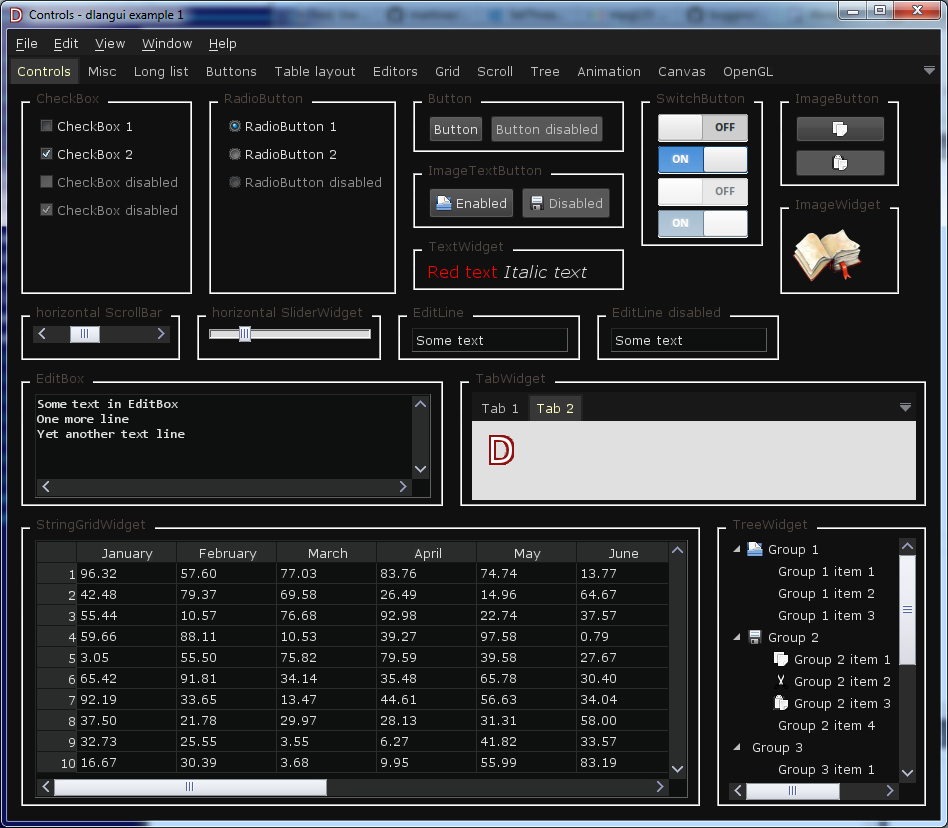 Controls - dlangui example 1
File Edit View Window Help
Controls Misc Long list Buttons Table layout Editors Grid Scroll Tree Animation Canvas OpenGL
CheckBox
CheckBox 1
CheckBox 2
CheckBox disabled
CheckBox disabled
RadioButton
RadioButton 1
RadioButton 2
RadioButton disabled
Button
Button Button disabled
ImageTextButton
Enabled Disabled
TextWidget
Red text Italic text
SwitchButton
OFF
ON
OFF
ON
ImageButton
ImageWidget
horizontal ScrollBar
horizontal SliderWidget
EditLine
Some text
EditLine disabled
Some text
EditBox
Some text in EditBox
One more line
Yet another text line
TabWidget
Tab 1 Tab 2
D
StringGridWidget
January February March April May June
1 96.32 57.60 77.03 83.76 74.74 13.77
2 42.48 79.37 69.58 26.49 14.96 64.67
3 55.44 10.57 76.68 92.98 22.74 37.57
4 59.66 88.11 10.53 39.27 97.58 0.79
5 3.05 55.50 75.82 79.59 39.58 27.67
6 65.42 91.81 34.14 35.48 65.78 30.40
7 92.19 33.65 13.47 44.61 56.63 34.04
8 37.50 21.78 29.97 28.13 31.31 58.00
9 32.73 25.55 3.55 6.27 41.82 33.57
10 16.67 30.39 3.68 9.95 55.99 83.19
TreeWidget
Group 1
Group 1 item 1
Group 1 item 2
Group 1 item 3
Group 2
Group 2 item 1
Group 2 item 2
Group 2 item 3
Group 2 item 4
Group 3
Group 3 item 1